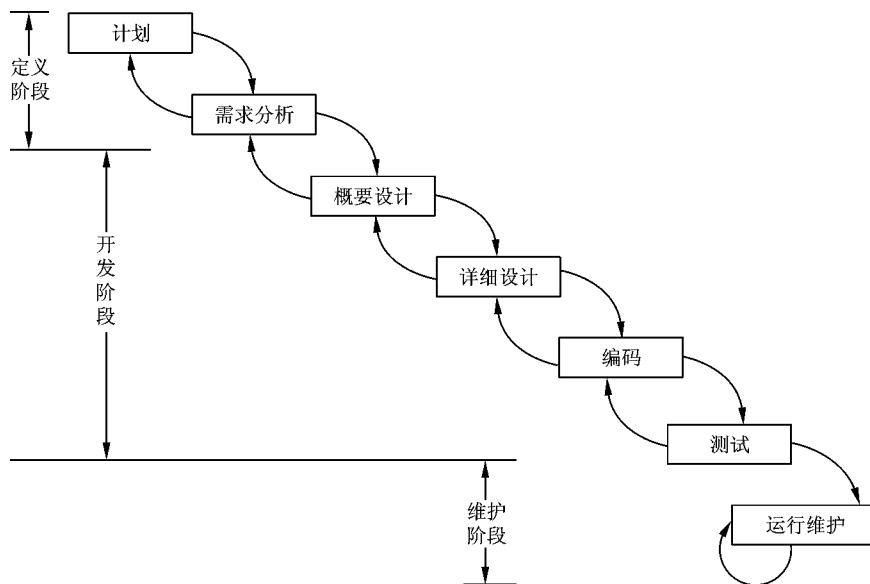 计划
定义
阶段
需求分析
概要设计
开
发
阶
段
详细设计
编码
测试
维护
阶段
运行维护